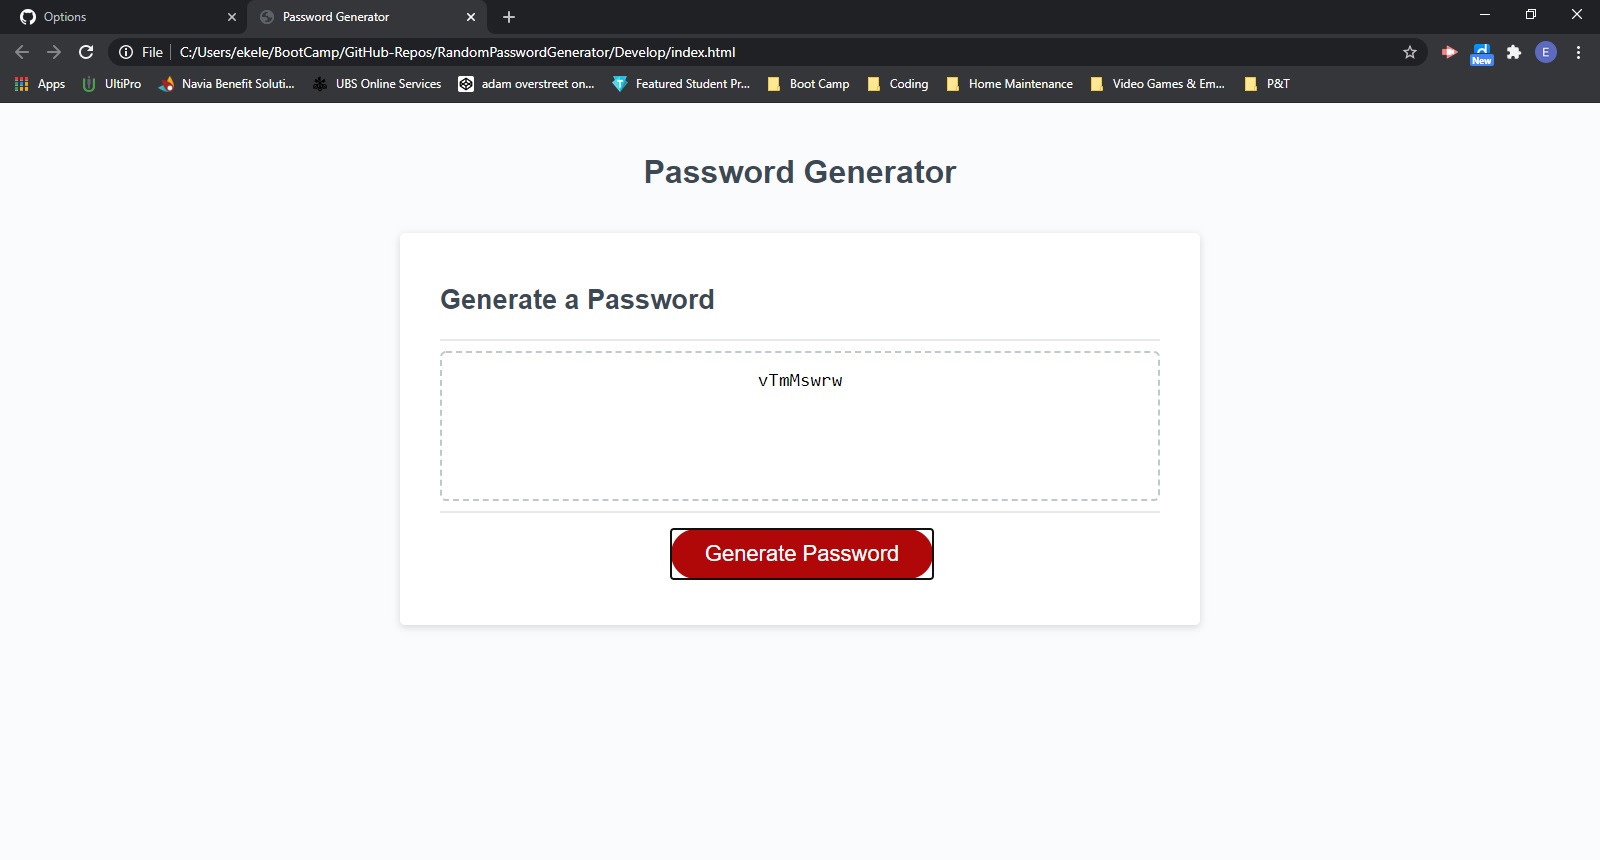 Options
Password Generator
File C:/Users/ekele/BootCamp/GitHub-Repos/RandomPasswordGenerator/Develop/index.html
New
E
Apps UltiPro Navia Benefit Soluti... UBS Online Services adam overstreet on... Featured Student Pr... Boot Camp Coding Home Maintenance Video Games & Em... P&T
Password Generator
Generate a Password
vTmMswrw
Generate Password